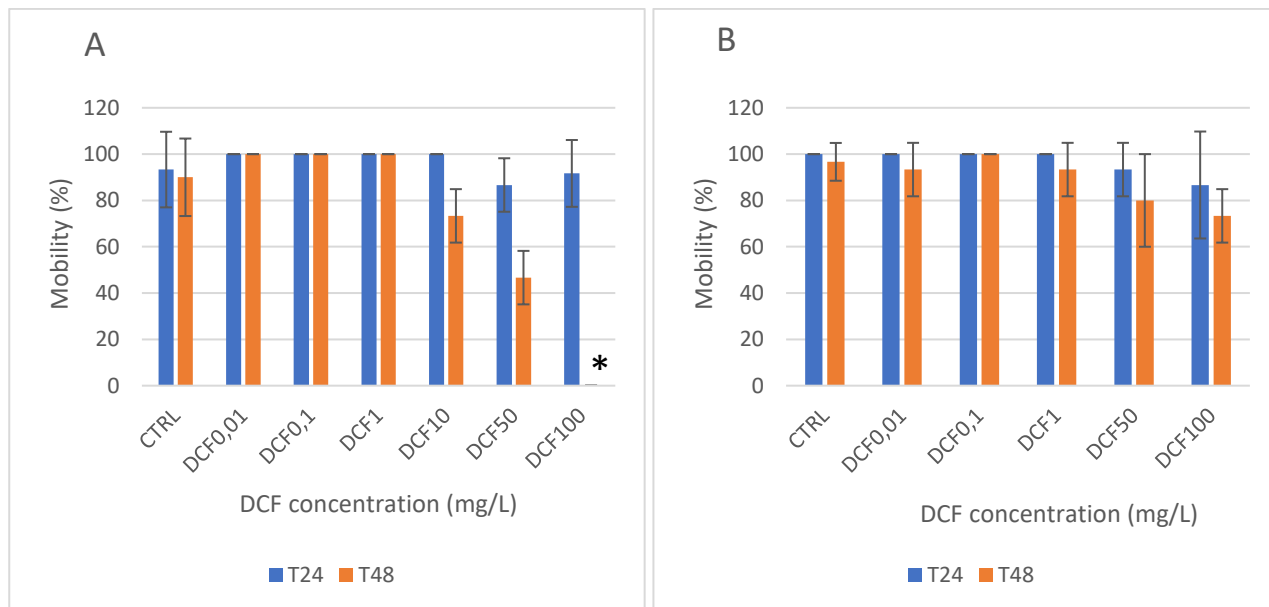 A
Mobility (%)
120
100
80
60
40
20
0
*
CTRL
DCF0,01
DCF0,1
DCF1
DCF10
DCF50
DCF100
DCF concentration (mg/L)
T24 T48
B
Mobility (%)
120
100
80
60
40
20
0
CTRL
DCF0,01
DCF0,1
DCF1
DCF50
DCF100
DCF concentration (mg/L)
T24 T48